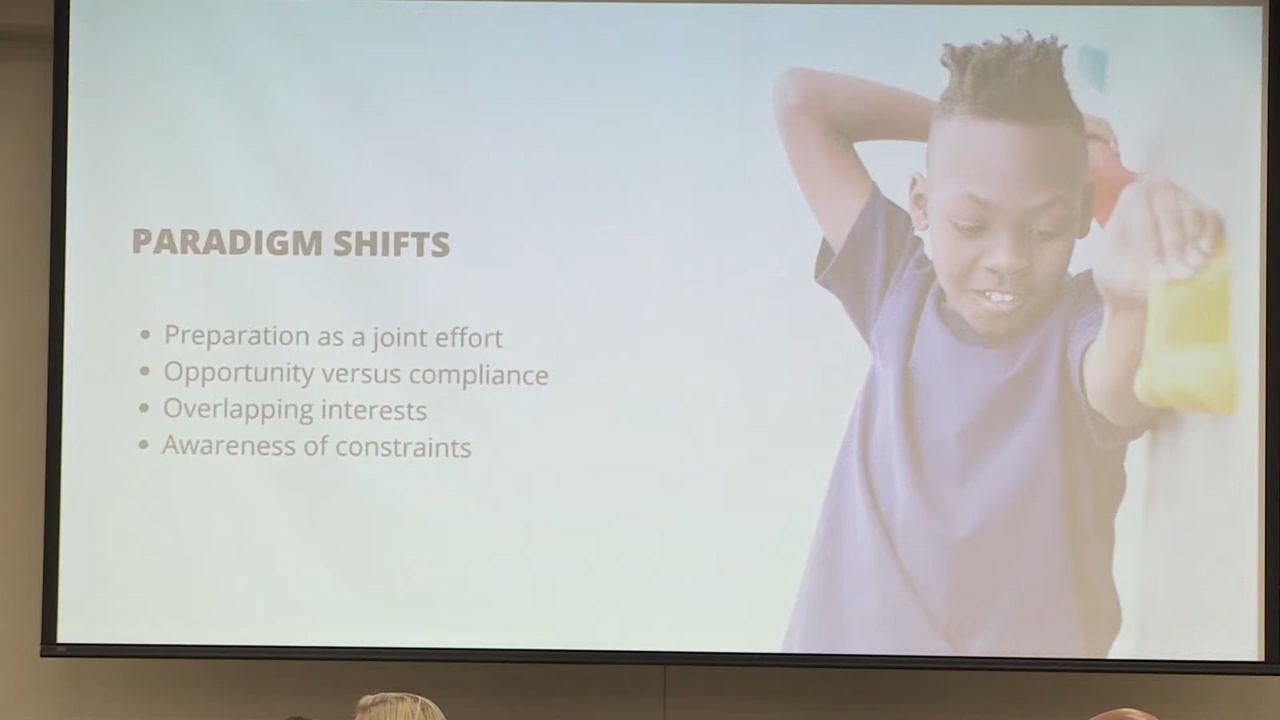 PARADIGM SHIFTS
• Preparation as a joint effort
• Opportunity versus compliance
• Overlapping interests
• Awareness of constraints